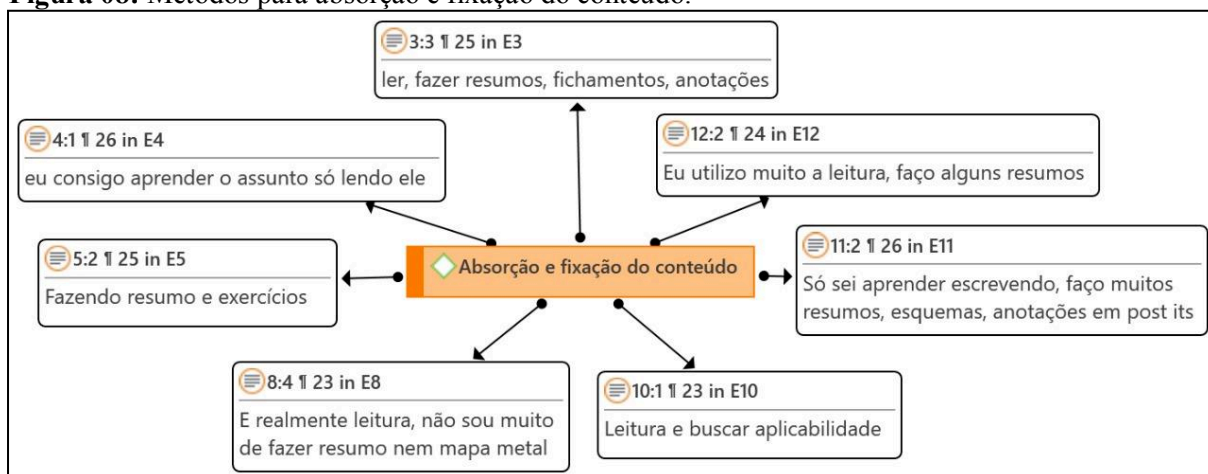 Figura 08: Métodos para absorção e fixação do conteúdo.
3:3 ¶ 25 in E3
ler, fazer resumos, fichamentos, anotações
4:1 ¶ 26 in E4
eu consigo aprender o assunto só lendo ele
12:2 ¶ 24 in E12
Eu utilizo muito a leitura, faço alguns resumos
5:2 ¶ 25 in E5
Fazendo resumo e exercícios
Absorção e fixação do conteúdo
11:2 ¶ 26 in E11
Só sei aprender escrevendo, faço muitos
resumos, esquemas, anotações em post its
8:4 ¶ 23 in E8
E realmente leitura, não sou muito
de fazer resumo nem mapa metal
10:1 ¶ 23 in E10
Leitura e buscar aplicabilidade